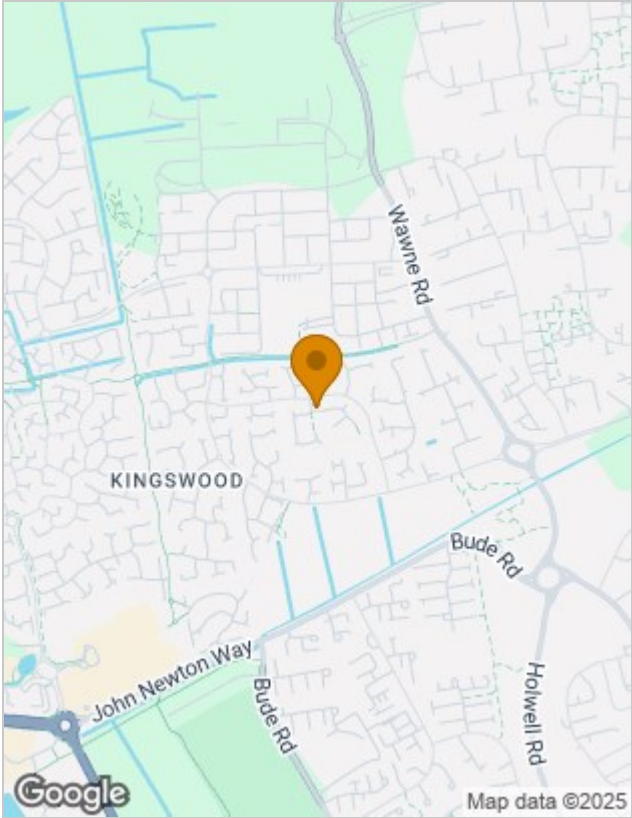 Wawne Rd
KINGSWOOD
Bude Rd
John Newton Way
Bude Rd
Holwell Rd
Google
Map data ©2025